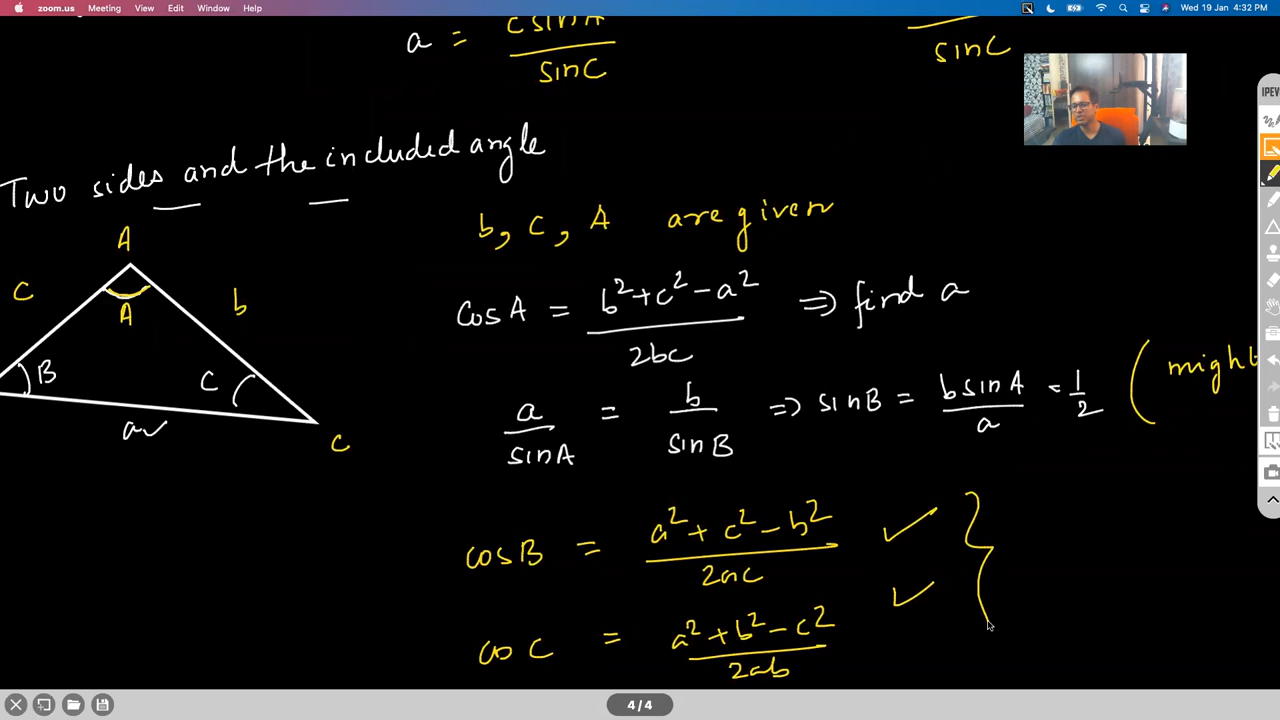 zoom.us Meetings View Edit Window Help Wed 19 Jan 4:32 PM
a = c sin A / sin C
sin C
IPEV
Two sides and the included angle
b, c, A are given
A
c
b
A
B
C
a✓
C
cos A = b²+c²-a² / 2bc ⇒ find a
a / sin A = b / sin B ⇒ sin B = b sin A / a = 1/2 ( might
cos B = a²+c²-b² / 2ac ✓
cos C = a²+b²-c² / 2ab ✓
4/4